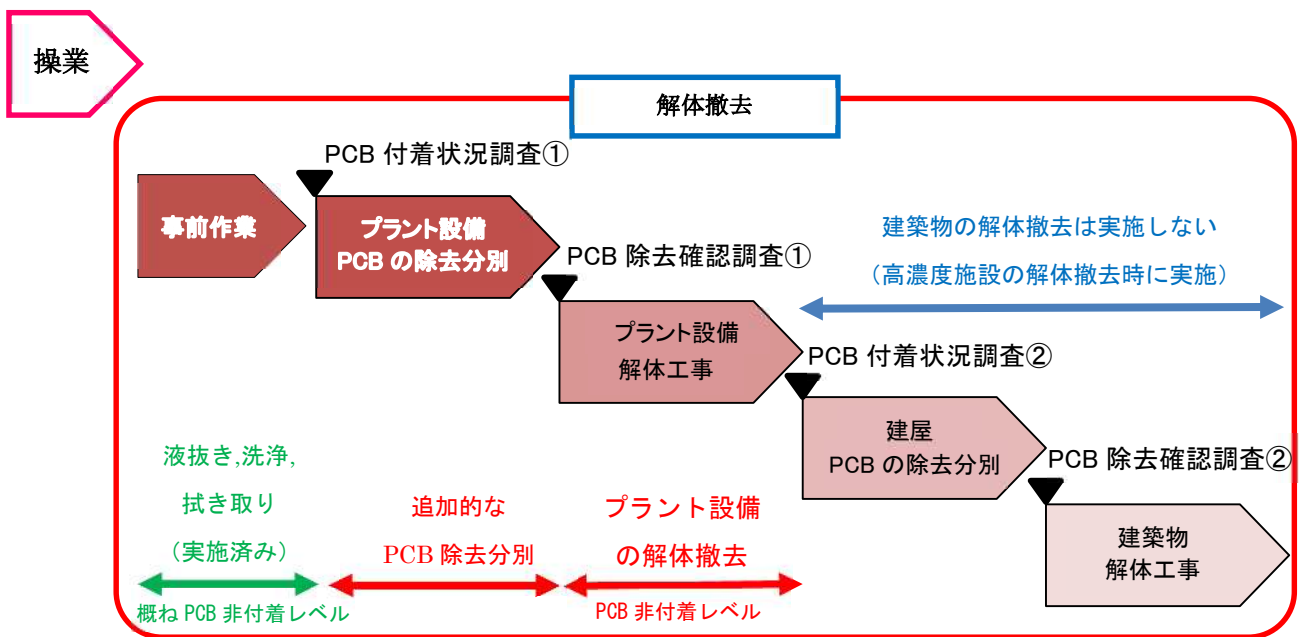 操業
解体撤去
PCB 付着状況調査①
事前作業
プラント設備
PCB の除去分別
PCB 除去確認調査①
建築物の解体撤去は実施しない
（高濃度施設の解体撤去時に実施）
プラント設備
解体工事
PCB 付着状況調査②
建屋
PCB の除去分別
PCB 除去確認調査②
建築物
解体工事
液抜き,洗浄,
拭き取り
（実施済み）
概ね PCB 非付着レベル
追加的な
PCB 除去分別
プラント設備
の解体撤去
PCB 非付着レベル